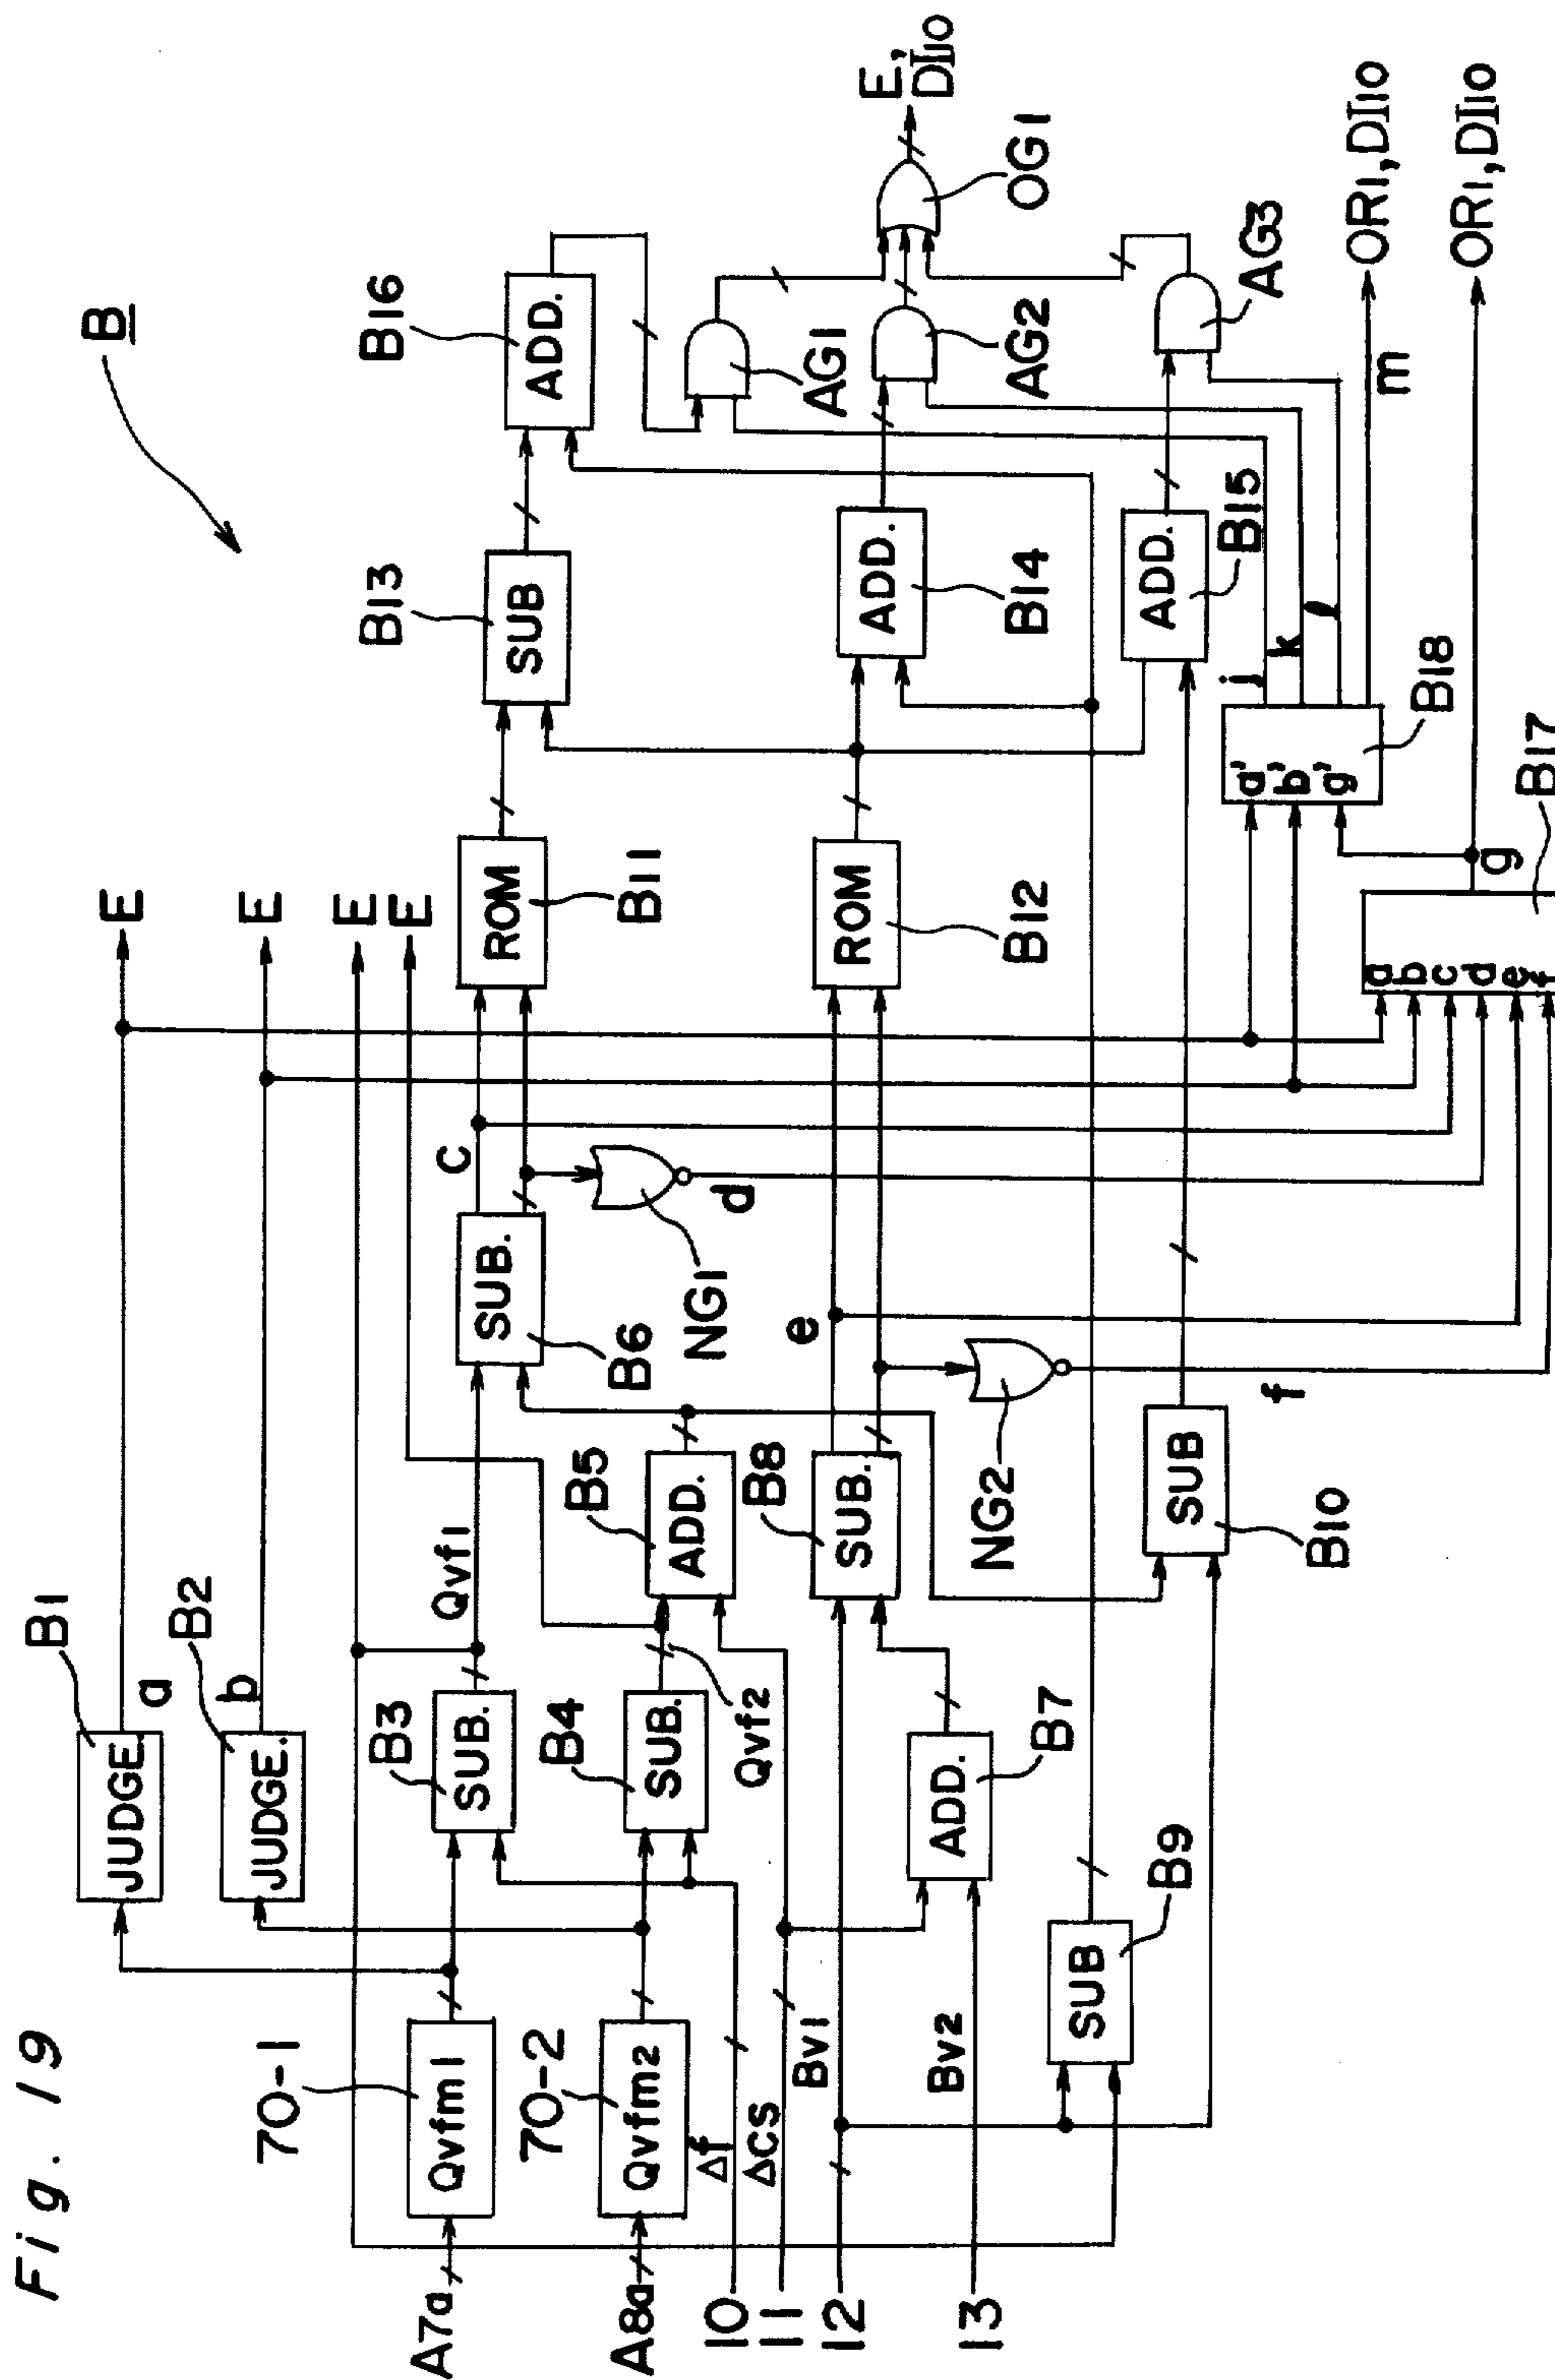 Fig. 19
B
B1
JUDGE.
a
E
B2
JUDGE.
b
E
E
E
A7a
70-1
Qvfm1
B3
SUB.
Qvf1
B6
SUB.
C
NG1
d
ROM
B11
B13
SUB
B16
ADD.
AG1
A8a
70-2
Qvfm2
B4
SUB.
Qvf2
B5
ADD.
10
Δf
11
ΔCS
12
Bv1
13
Bv2
B7
ADD.
B8
SUB.
e
NG2
f
ROM
B12
ADD.
B14
AG2
OG1
E, DII10
B9
SUB
B10
SUB
ADD.
B15
AG3
a'
b'
g'
B18
j
k
l
m
OR1, DII10
a
b
c
d
e
f
g
B17
OR1, DII10